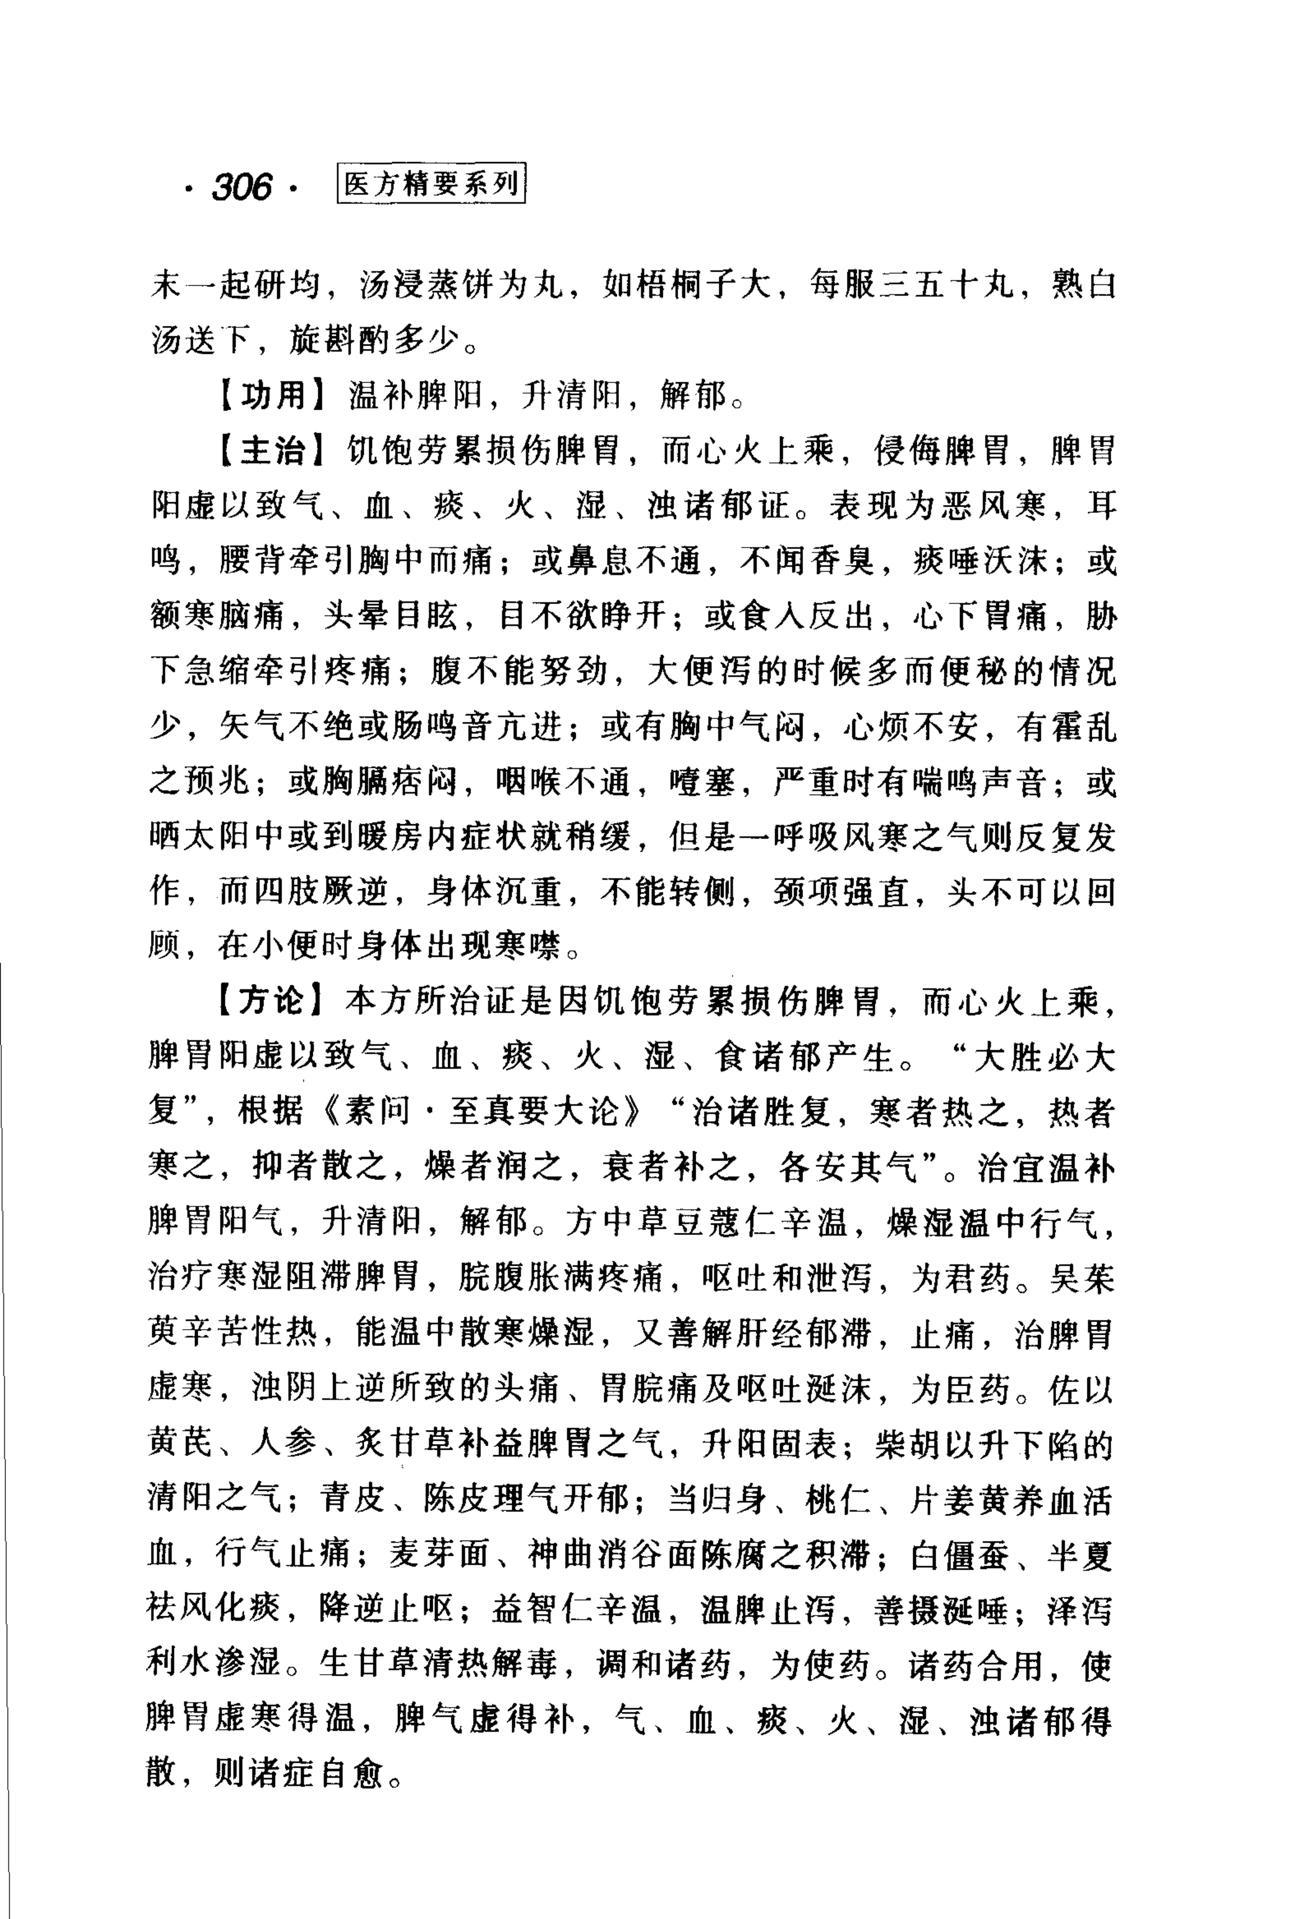 ·306· 医方精要系列
末一起研均，汤浸蒸饼为丸，如梧桐子大，每服三五十丸，熟白
汤送下，旋斟酌多少。
【功用】 温补脾阳，升清阳，解郁。
【主治】 饥饱劳累损伤脾胃，而心火上乘，侵侮脾胃，脾胃
阳虚以致气、血、痰、火、湿、浊诸郁证。表现为恶风寒，耳
鸣，腰背牵引胸中而痛；或鼻息不通，不闻香臭，痰唾沃沫；或
额寒脑痛，头晕目眩，目不欲睁开；或食入反出，心下胃痛，胁
下急缩牵引疼痛；腹不能努劲，大便泻的时候多而便秘的情况
少，矢气不绝或肠鸣音亢进；或有胸中气闷，心烦不安，有霍乱
之预兆；或胸膈痞闷，咽喉不通，噎塞，严重时有喘鸣声音；或
晒太阳中或到暖房内症状就稍缓，但是一呼吸风寒之气则反复发
作，而四肢厥逆，身体沉重，不能转侧，颈项强直，头不可以回
顾，在小便时身体出现寒噤。
【方论】 本方所治证是因饥饱劳累损伤脾胃，而心火上乘，
脾胃阳虚以致气、血、痰、火、湿、食诸郁产生。“大胜必大
复”，根据《素问·至真要大论》“治诸胜复，寒者热之，热者
寒之，抑者散之，燥者润之，衰者补之，各安其气”。治宜温补
脾胃阳气，升清阳，解郁。方中草豆蔻仁辛温，燥湿温中行气，
治疗寒湿阻滞脾胃，脘腹胀满疼痛，呕吐和泄泻，为君药。吴茱
萸辛苦性热，能温中散寒燥湿，又善解肝经郁滞，止痛，治脾胃
虚寒，浊阴上逆所致的头痛、胃脘痛及呕吐涎沫，为臣药。佐以
黄芪、人参、炙甘草补益脾胃之气，升阳固表；柴胡以升下陷的
清阳之气；青皮、陈皮理气开郁；当归身、桃仁、片姜黄养血活
血，行气止痛；麦芽面、神曲消谷面陈腐之积滞；白僵蚕、半夏
祛风化痰，降逆止呕；益智仁辛温，温脾止泻，善摄涎唾；泽泻
利水渗湿。生甘草清热解毒，调和诸药，为使药。诸药合用，使
脾胃虚寒得温，脾气虚得补，气、血、痰、火、湿、浊诸郁得
散，则诸症自愈。